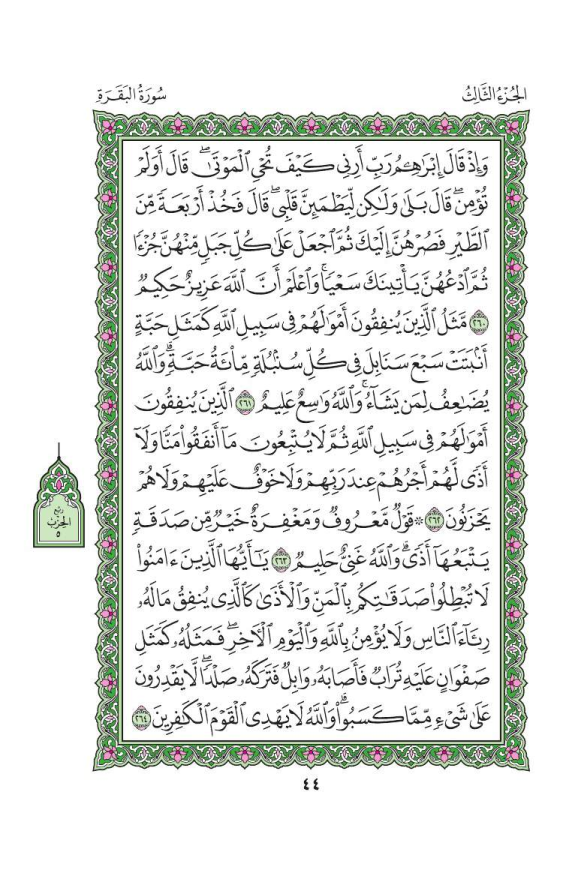 الجُزْءُ الثَّالِثُ
سُورَةُ البَقَرَةِ
وَإِذْ قَالَ إِبْرَٰهِـۧمُ رَبِّ أَرِنِى كَيْفَ تُحْىِ ٱلْمَوْتَىٰ ۖ قَالَ أَوَلَمْ
تُؤْمِن ۖ قَالَ بَلَىٰ وَلَٰكِن لِّيَطْمَئِنَّ قَلْبِى ۖ قَالَ فَخُذْ أَرْبَعَةً مِّنَ
ٱلطَّيْرِ فَصُرْهُنَّ إِلَيْكَ ثُمَّ ٱجْعَلْ عَلَىٰ كُلِّ جَبَلٍ مِّنْهُنَّ جُزْءًا
ثُمَّ ٱدْعُهُنَّ يَأْتِينَكَ سَعْيًا ۚ وَٱعْلَمْ أَنَّ ٱللَّهَ عَزِيزٌ حَكِيمٌ
٢٦٠ مَّثَلُ ٱلَّذِينَ يُنفِقُونَ أَمْوَٰلَهُمْ فِى سَبِيلِ ٱللَّهِ كَمَثَلِ حَبَّةٍ
أَنۢبَتَتْ سَبْعَ سَنَابِلَ فِى كُلِّ سُنۢبُلَةٍ مِّا۟ئَةُ حَبَّةٍ ۗ وَٱللَّهُ
يُضَٰعِفُ لِمَن يَشَآءُ ۗ وَٱللَّهُ وَٰسِعٌ عَلِيمٌ ٢٦١ ٱلَّذِينَ يُنفِقُونَ
أَمْوَٰلَهُمْ فِى سَبِيلِ ٱللَّهِ ثُمَّ لَا يُتْبِعُونَ مَآ أَنفَقُوا۟ مَنًّا وَلَآ
أَذًى لَّهُمْ أَجْرُهُمْ عِندَ رَبِّهِمْ وَلَا خَوْفٌ عَلَيْهِمْ وَلَا هُمْ
يَحْزَنُونَ ٢٦٢ ۞ قَوْلٌ مَّعْرُوفٌ وَمَغْفِرَةٌ خَيْرٌ مِّن صَدَقَةٍ
يَتْبَعُهَآ أَذًى ۗ وَٱللَّهُ غَنِىٌّ حَلِيمٌ ٢٦٣ يَٰٓأَيُّهَا ٱلَّذِينَ ءَامَنُوا۟
لَا تُبْطِلُوا۟ صَدَقَٰتِكُم بِٱلْمَنِّ وَٱلْأَذَىٰ كَٱلَّذِى يُنفِقُ مَالَهُۥ
رِئَآءَ ٱلنَّاسِ وَلَا يُؤْمِنُ بِٱللَّهِ وَٱلْيَوْمِ ٱلْءَاخِرِ ۖ فَمَثَلُهُۥ كَمَثَلِ
صَفْوَانٍ عَلَيْهِ تُرَابٌ فَأَصَابَهُۥ وَابِلٌ فَتَرَكَهُۥ صَلْدًا ۖ لَّا يَقْدِرُونَ
عَلَىٰ شَىْءٍ مِّمَّا كَسَبُوا۟ ۗ وَٱللَّهُ لَا يَهْدِى ٱلْقَوْمَ ٱلْكَٰفِرِينَ ٢٦٤
رُبْع
الحِزْب
٥
٤٤